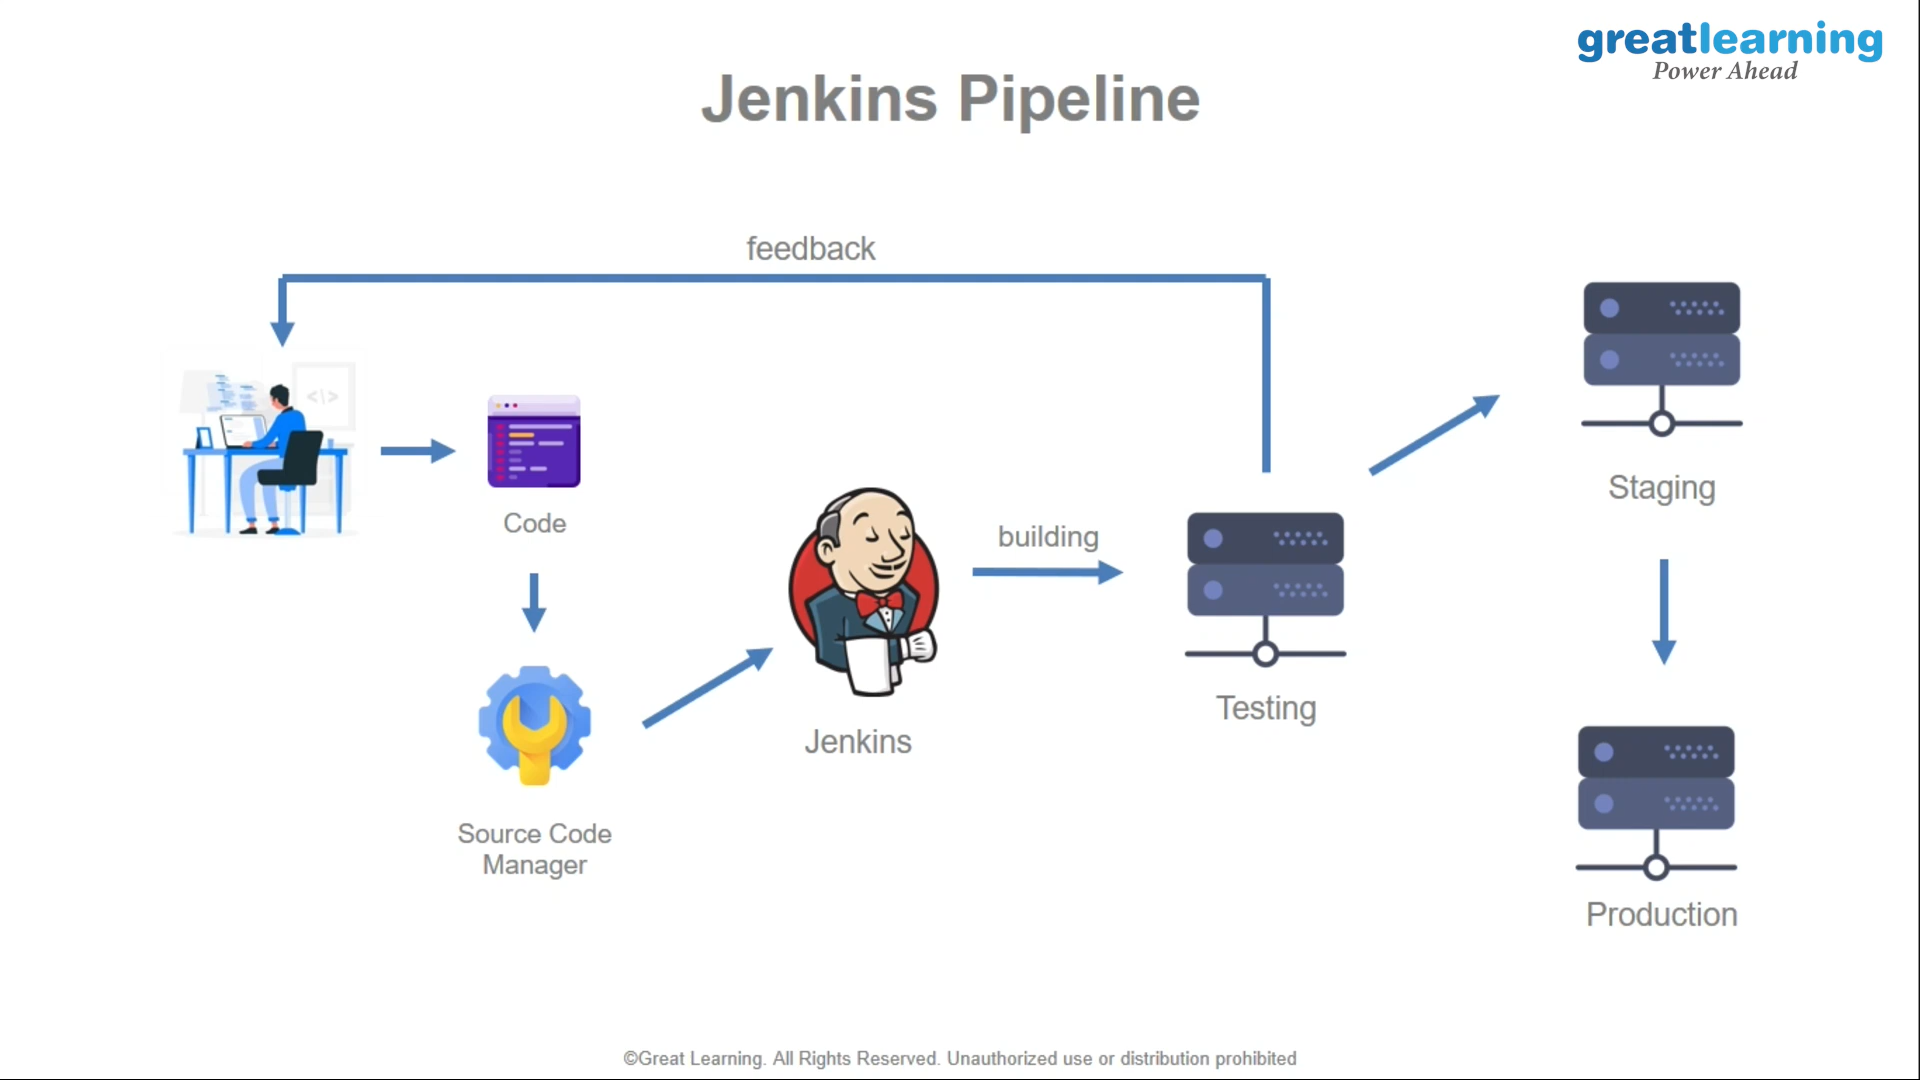 greatlearning
Power Ahead
Jenkins Pipeline
feedback
</>
Code
building
Staging
Testing
Jenkins
Source Code
Manager
Production
©Great Learning. All Rights Reserved. Unauthorized use or distribution prohibited